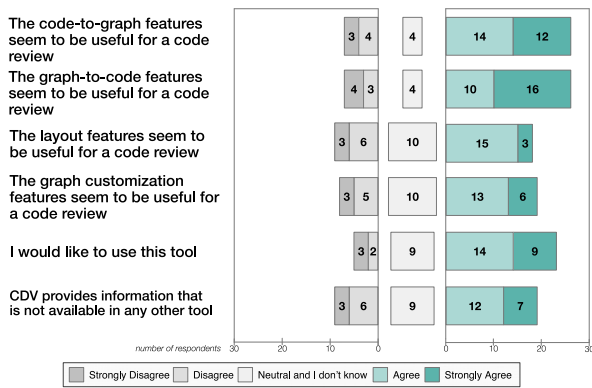 The code-to-graph features
seem to be useful for a code
review
3 4 4 14 12
The graph-to-code features
seem to be useful for a code
review
4 3 4 10 16
The layout features seem to
be useful for a code review
3 6 10 15 3
The graph customization
features seem to be useful for
a code review
3 5 10 13 6
I would like to use this tool
3 2 9 14 9
CDV provides information that
is not available in any other tool
3 6 9 12 7
number of respondents 30 20 10 0 0 10 20 30
Strongly Disagree Disagree Neutral and I don't know Agree Strongly Agree